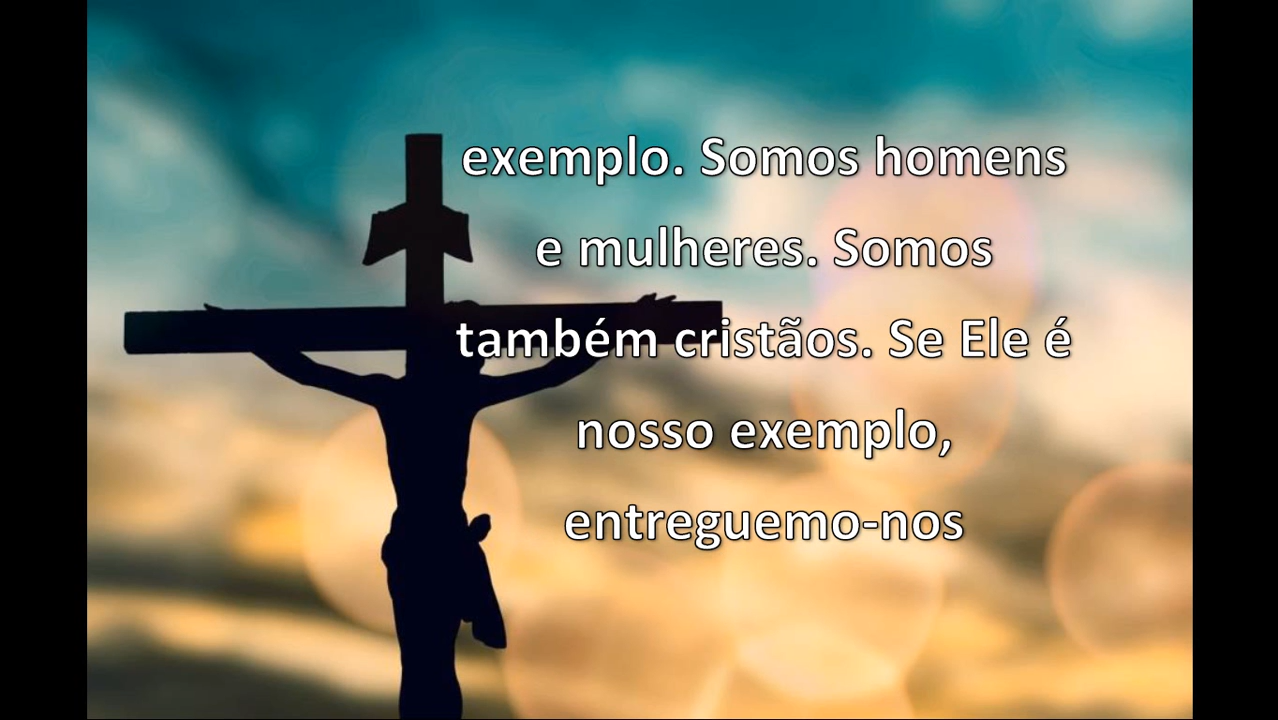 exemplo. Somos homens
e mulheres. Somos
também cristãos. Se Ele é
nosso exemplo,
entreguemo-nos